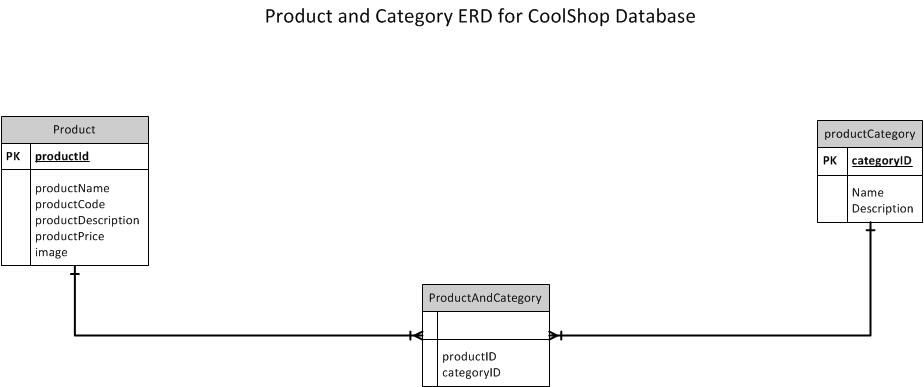 Product and Category ERD for CoolShop Database
Product
PK productId
productName
productCode
productDescription
productPrice
image
productCategory
PK categoryID
Name
Description
ProductAndCategory
productID
categoryID